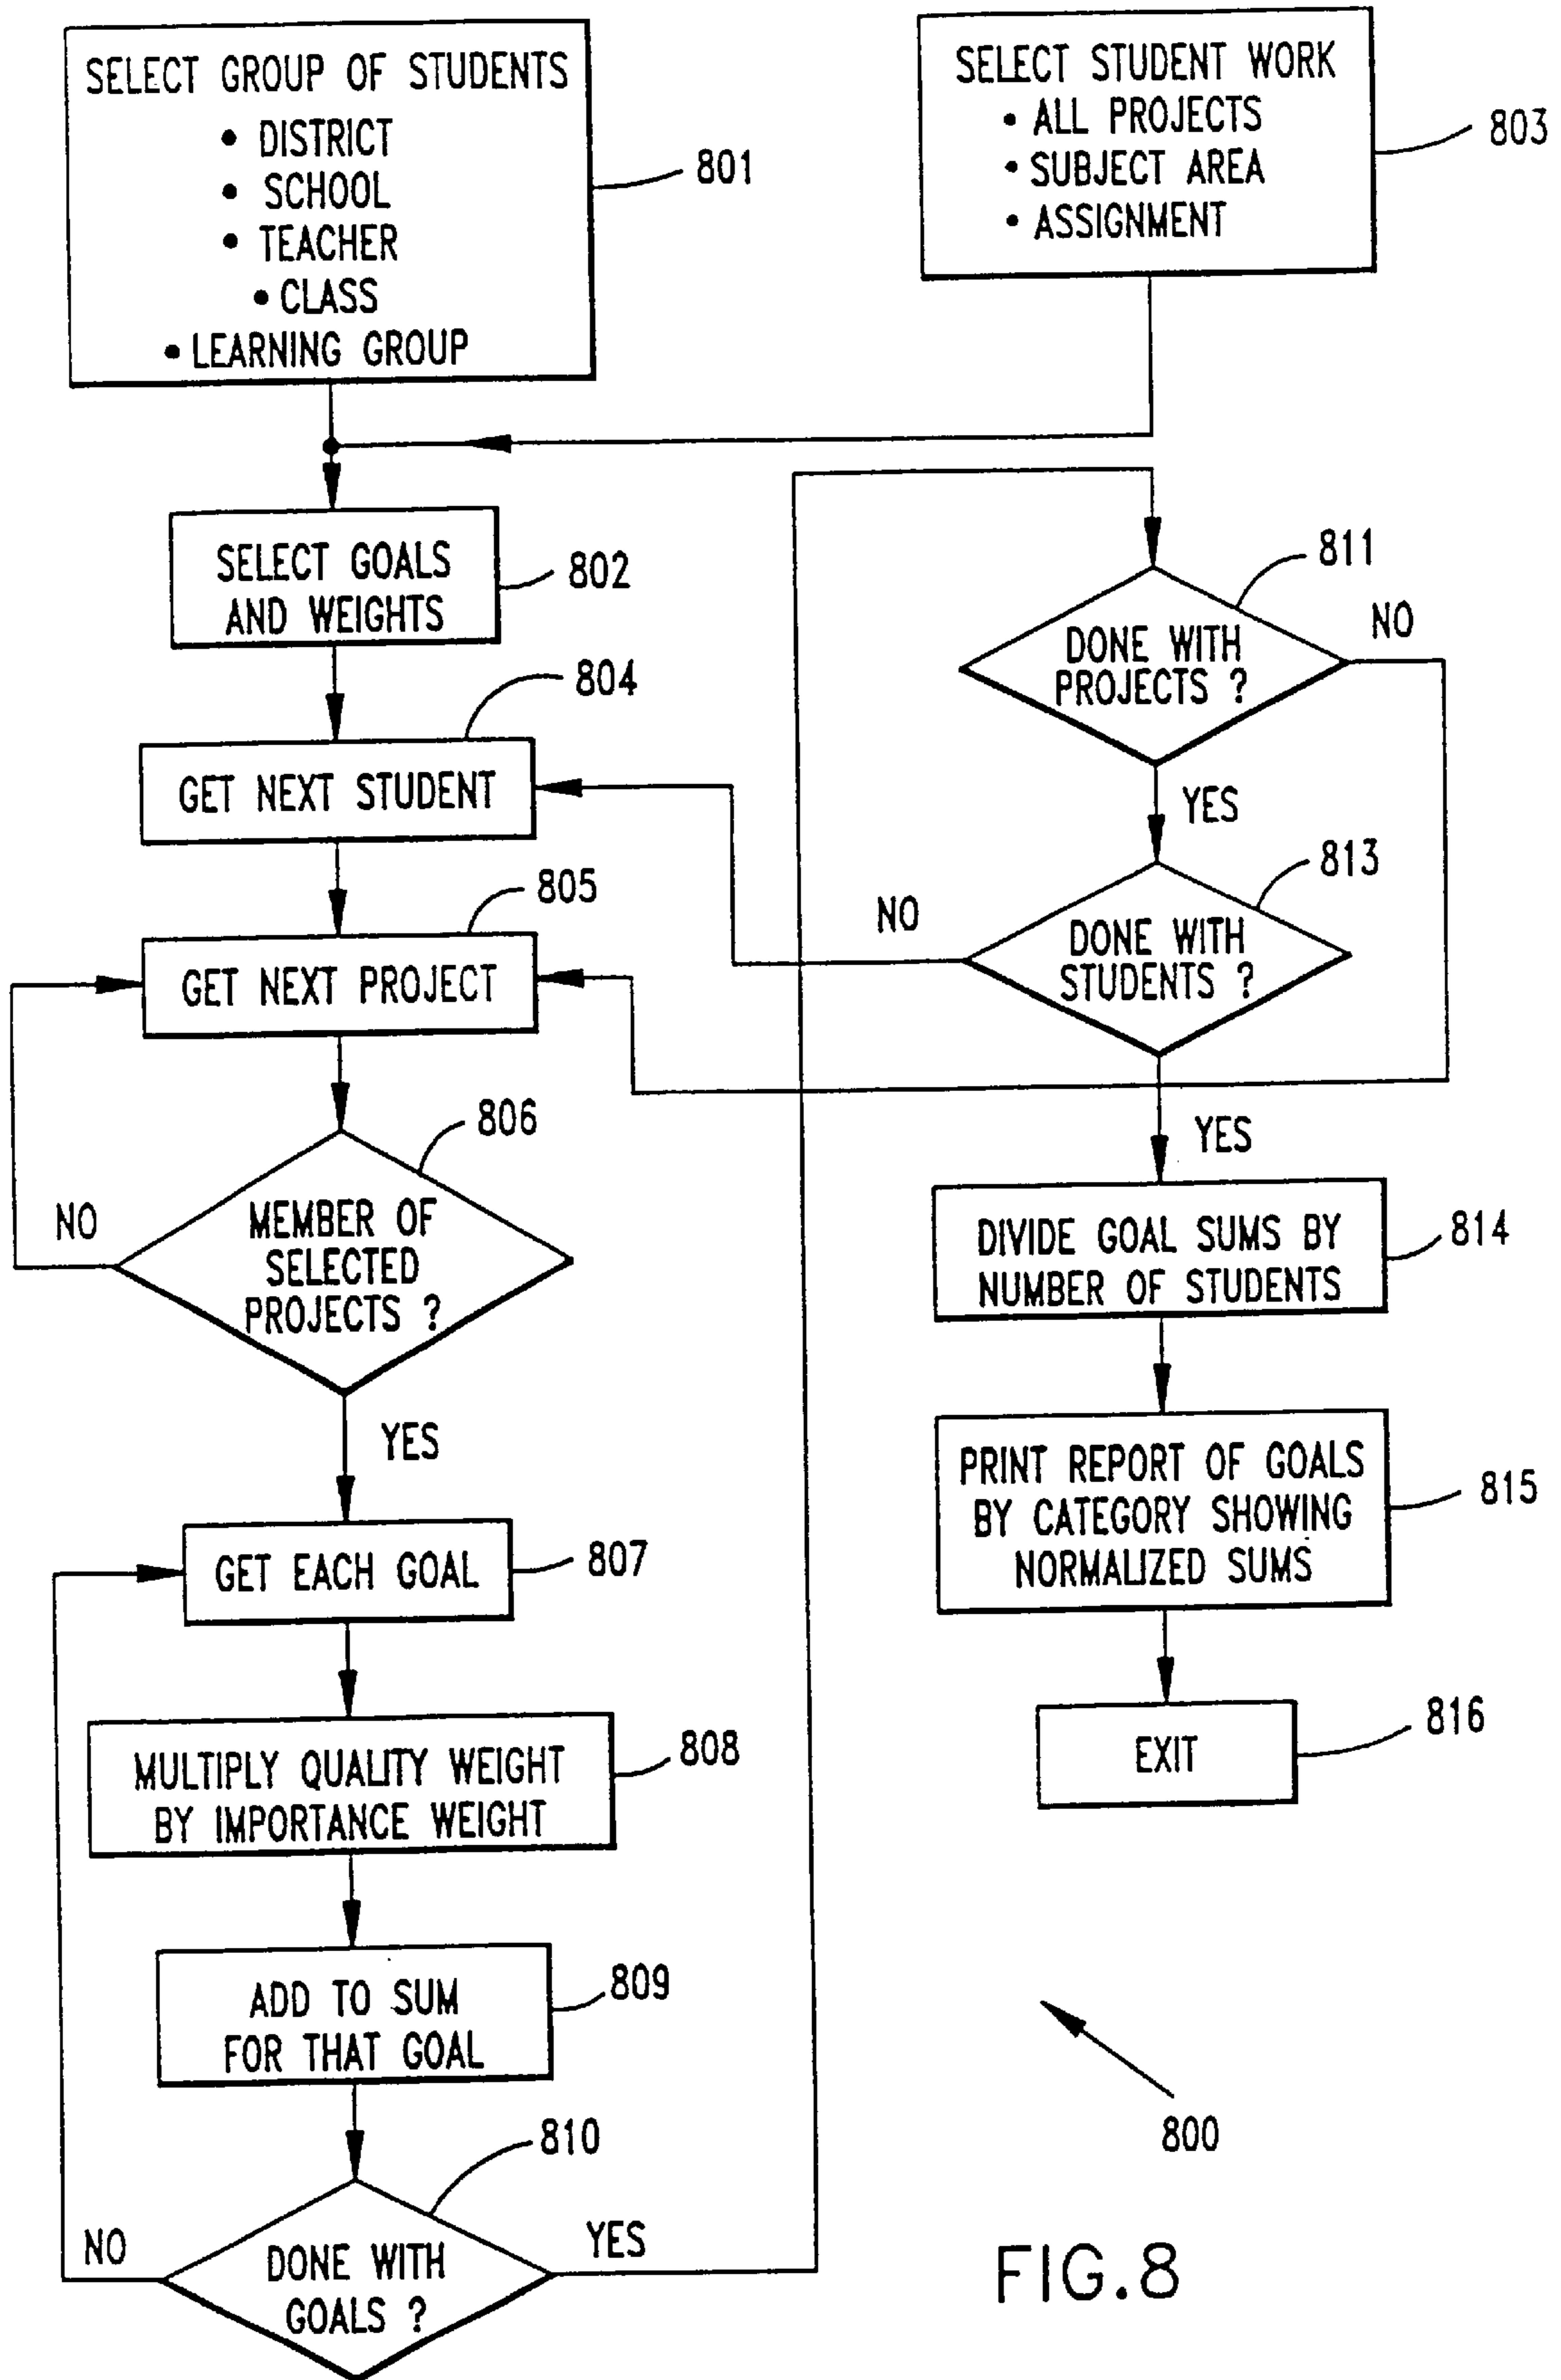 SELECT GROUP OF STUDENTS
• DISTRICT
• SCHOOL
• TEACHER
• CLASS
• LEARNING GROUP
801
SELECT STUDENT WORK
• ALL PROJECTS
• SUBJECT AREA
• ASSIGNMENT
803
SELECT GOALS
AND WEIGHTS
802
GET NEXT STUDENT
804
GET NEXT PROJECT
805
MEMBER OF
SELECTED
PROJECTS ?
806
NO
YES
GET EACH GOAL
807
MULTIPLY QUALITY WEIGHT
BY IMPORTANCE WEIGHT
808
ADD TO SUM
FOR THAT GOAL
809
DONE WITH
GOALS ?
810
NO
YES
DONE WITH
PROJECTS ?
811
NO
YES
DONE WITH
STUDENTS ?
813
NO
YES
DIVIDE GOAL SUMS BY
NUMBER OF STUDENTS
814
PRINT REPORT OF GOALS
BY CATEGORY SHOWING
NORMALIZED SUMS
815
EXIT
816
800
FIG.8